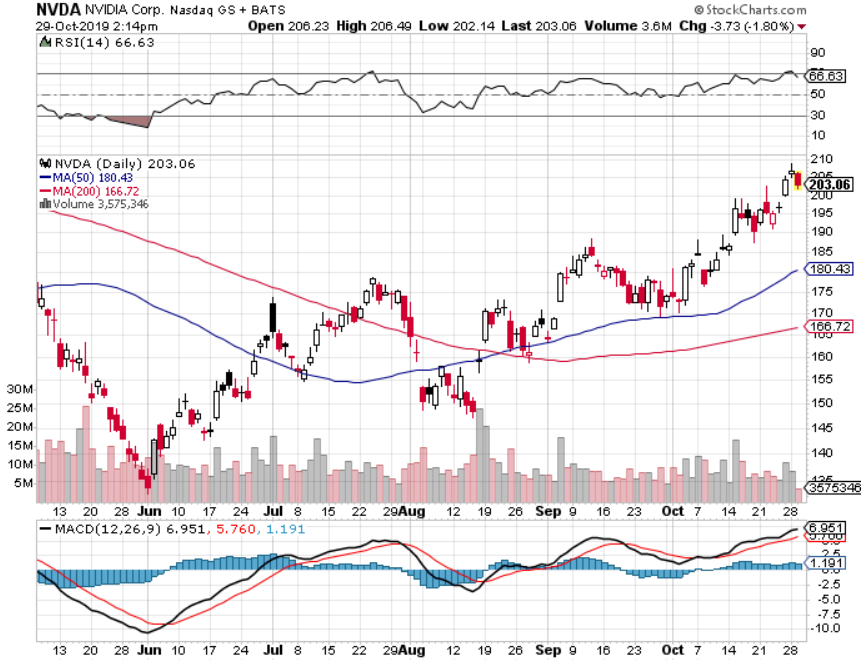 NVDA NVIDIA Corp. Nasdaq GS + BATS © StockCharts.com
29-Oct-2019 2:14pm Open 206.23 High 206.49 Low 202.14 Last 203.06 Volume 3.6M Chg -3.73 (-1.80%)
RSI(14) 66.63
90
66.63
50
30
10
NVDA (Daily) 203.06
MA(50) 180.43
MA(200) 166.72
Volume 3,575,346
210
205
203.06
200
195
190
185
180.43
175
170
166.72
165
160
155
150
145
140
3575346
30M
25M
20M
15M
10M
5M
13 20 28 Jun 10 17 24 Jul 8 15 22 29 Aug 12 19 26 Sep 9 16 23 Oct 7 14 21 28
MACD(12,26,9) 6.951, 5.760, 1.191
6.951
5.760
2.5
1.191
-2.5
-5.0
-7.5
-10.0
13 20 28 Jun 10 17 24 Jul 8 15 22 29 Aug 12 19 26 Sep 9 16 23 Oct 7 14 21 28